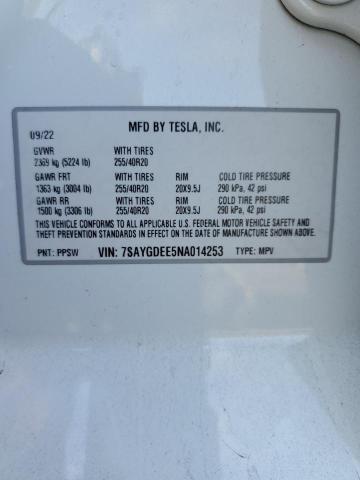 MFD BY TESLA, INC.
09/22
GVWR WITH TIRES
2369 kg (5224 lb) 255/40R20
GAWR FRT WITH TIRES RIM COLD TIRE PRESSURE
1363 kg (3004 lb) 255/40R20 20X9.5J 290 kPa, 42 psi
GAWR RR WITH TIRES RIM COLD TIRE PRESSURE
1500 kg (3306 lb) 255/40R20 20X9.5J 290 kPa, 42 psi
THIS VEHICLE CONFORMS TO ALL APPLICABLE U.S. FEDERAL MOTOR VEHICLE SAFETY AND
THEFT PREVENTION STANDARDS IN EFFECT ON THE DATE OF MANUFACTURE SHOWN ABOVE.
PNT: PPSW VIN: 7SAYGDEE5NA014253 TYPE: MPV